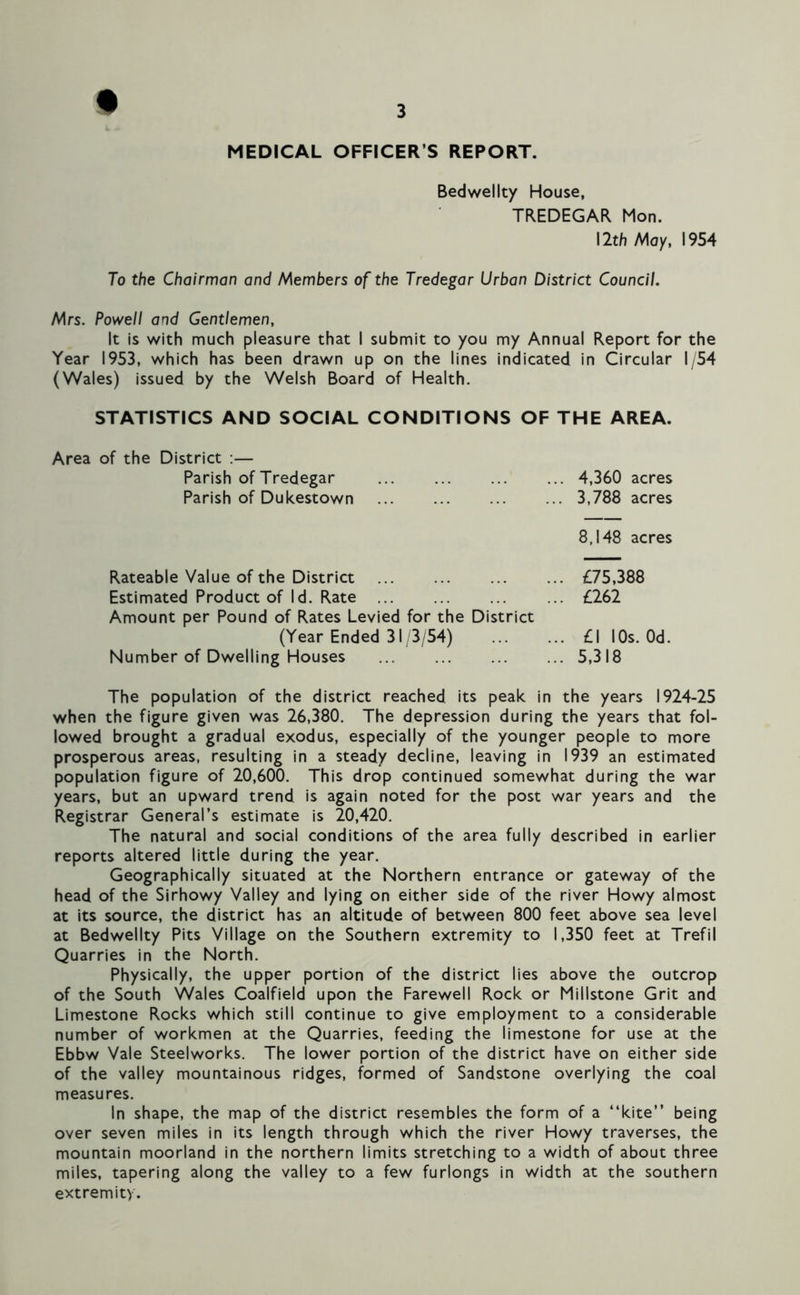 3
MEDICAL OFFICER'S REPORT.
Bedwellty House,
TREDEGAR Mon.
12th May, 1954
To the Chairman and Members of the Tredegar Urban District Council.
Mrs. Powell and Gentlemen,
It is with much pleasure that I submit to you my Annual Report for the
Year 1953, which has been drawn up on the lines indicated in Circular 1/54
(Wales) issued by the Welsh Board of Health.
STATISTICS AND SOCIAL CONDITIONS OF THE AREA.
Area of the District :—
Parish of Tredegar ... ... ... ... 4,360 acres
Parish of Dukestown ... ... ... ... 3,788 acres
8,148 acres
Rateable Value of the District ... ... ... ... £75,388
Estimated Product of 1d. Rate ... ... ... ... £262
Amount per Pound of Rates Levied for the District
(Year Ended 31/3/54) ... ... £1 10s. 0d.
Number of Dwelling Houses ... ... ... ... 5,318
The population of the district reached its peak in the years 1924-25
when the figure given was 26,380. The depression during the years that fol-
lowed brought a gradual exodus, especially of the younger people to more
prosperous areas, resulting in a steady decline, leaving in 1939 an estimated
population figure of 20,600. This drop continued somewhat during the war
years, but an upward trend is again noted for the post war years and the
Registrar General's estimate is 20,420.
The natural and social conditions of the area fully described in earlier
reports altered little during the year.
Geographically situated at the Northern entrance or gateway of the
head of the Sirhowy Valley and lying on either side of the river Howy almost
at its source, the district has an altitude of between 800 feet above sea level
at Bedwellty Pits Village on the Southern extremity to 1,350 feet at Trefil
Quarries in the North.
Physically, the upper portion of the district lies above the outcrop
of the South Wales Coalfield upon the Farewell Rock or Millstone Grit and
Limestone Rocks which still continue to give employment to a considerable
number of workmen at the Quarries, feeding the limestone for use at the
Ebbw Vale Steelworks. The lower portion of the district have on either side
of the valley mountainous ridges, formed of Sandstone overlying the coal
measures.
In shape, the map of the district resembles the form of a "kite" being
over seven miles in its length through which the river Howy traverses, the
mountain moorland in the northern limits stretching to a width of about three
miles, tapering along the valley to a few furlongs in width at the southern
extremity.